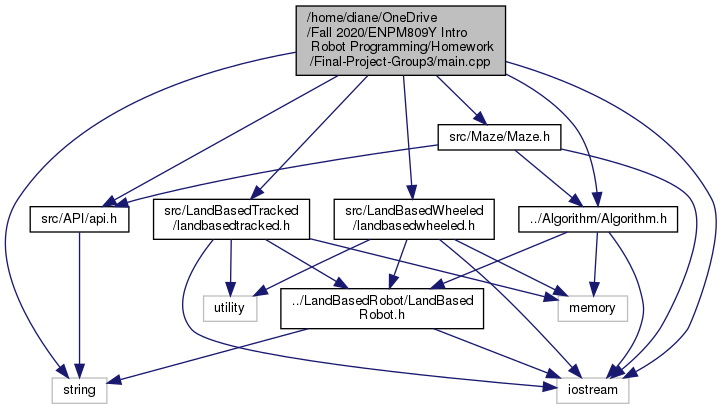 /home/diane/OneDrive
/Fall 2020/ENPM809Y Intro
Robot Programming/Homework
/Final-Project-Group3/main.cpp
src/Maze/Maze.h
src/API/api.h
src/LandBasedTracked
/landbasedtracked.h
src/LandBasedWheeled
/landbasedwheeled.h
../Algorithm/Algorithm.h
utility
../LandBasedRobot/LandBased
Robot.h
memory
string
iostream